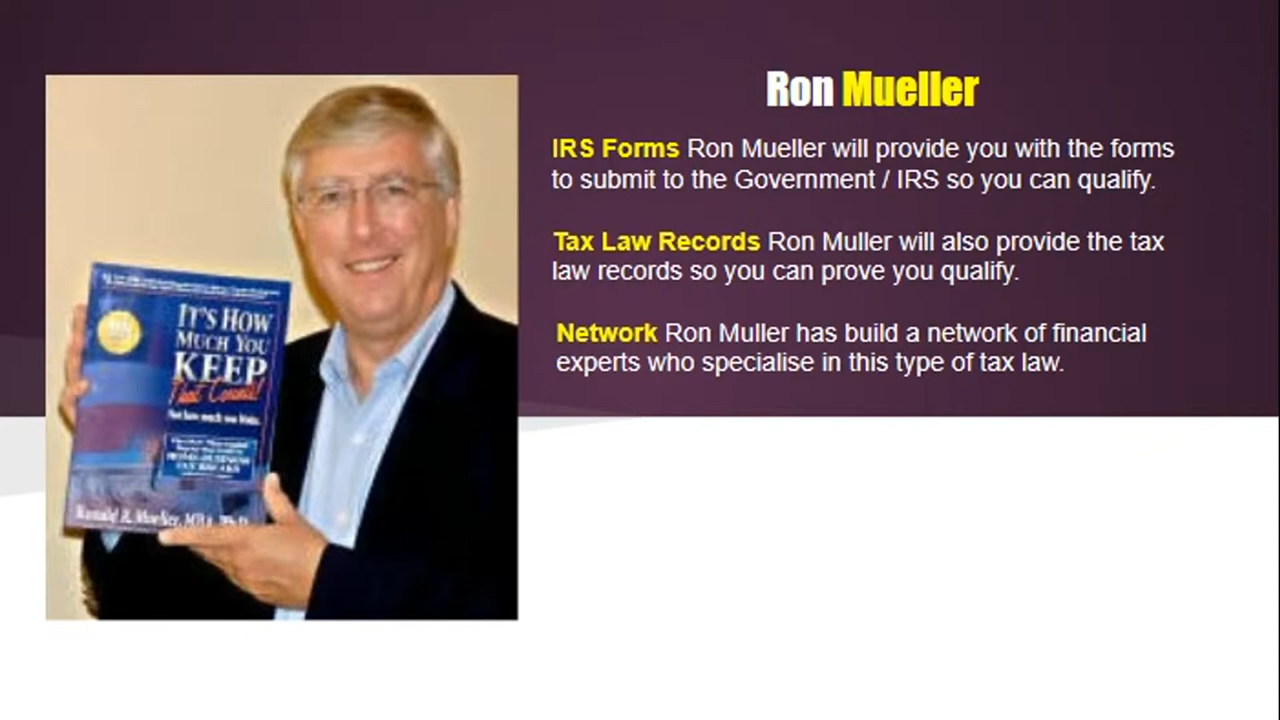 Ron Mueller
IRS Forms Ron Mueller will provide you with the forms
to submit to the Government / IRS so you can qualify.
Tax Law Records Ron Muller will also provide the tax
law records so you can prove you qualify.
Network Ron Muller has build a network of financial
experts who specialise in this type of tax law.
IT'S HOW
MUCH YOU
KEEP
That Counts!
Not how much you Make.
Ronald R. Mueller, MBA, Ph.D.